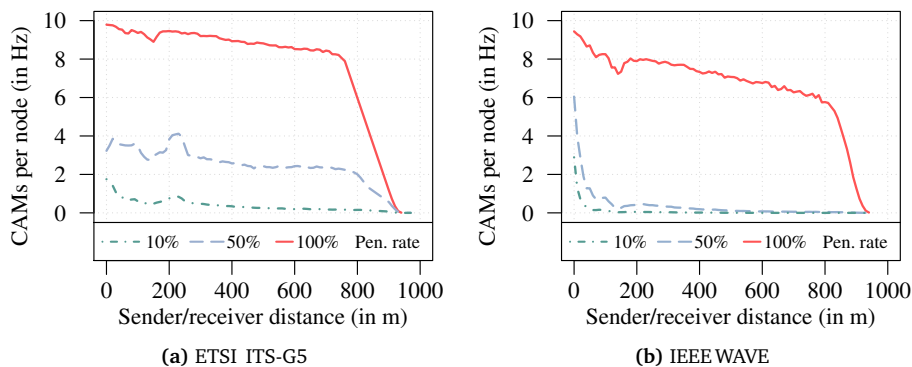 CAMs per node (in Hz)
10
8
6
4
2
0
10% 50% 100% Pen. rate
0 200 400 600 800 1000
Sender/receiver distance (in m)
(a) ETSI ITS-G5
CAMs per node (in Hz)
10
8
6
4
2
0
10% 50% 100% Pen. rate
0 200 400 600 800 1000
Sender/receiver distance (in m)
(b) IEEE WAVE